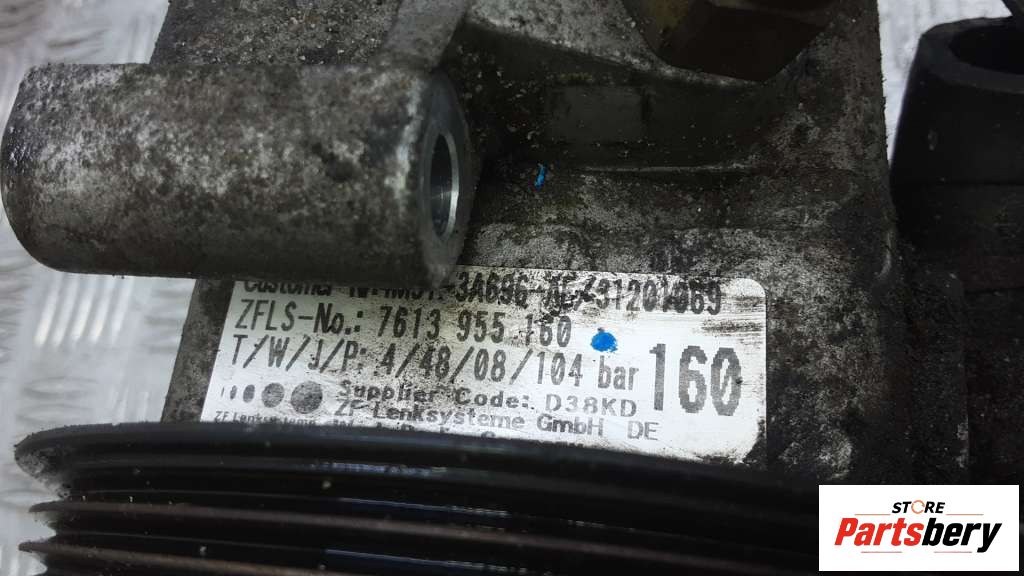 ZFLS-No.: 7613 955 160
T/W/J/P: 4/48/08/104 bar
160
Supplier Code: D38KD
ZF Lenksysteme GmbH DE
STORE
Partsbery